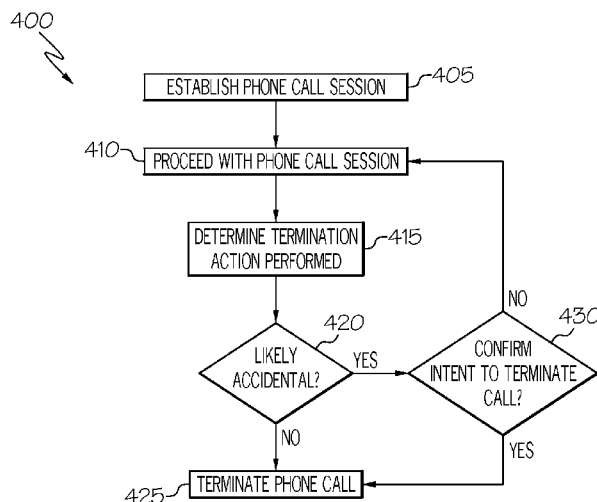 400
ESTABLISH PHONE CALL SESSION
405
410
PROCEED WITH PHONE CALL SESSION
DETERMINE TERMINATION
ACTION PERFORMED
415
NO
420
430
LIKELY
ACCIDENTAL?
YES
CONFIRM
INTENT TO TERMINATE
CALL?
NO
YES
TERMINATE PHONE CALL
425